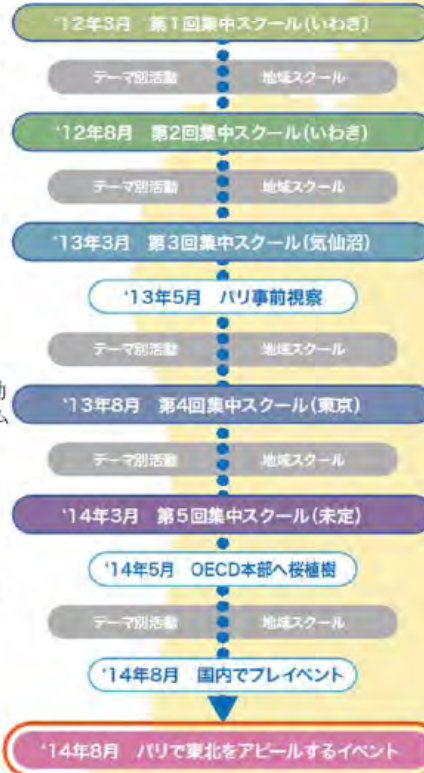 '12年3月 第1回集中スクール(いわき)
テーマ別活動 地域スクール
'12年8月 第2回集中スクール(いわき)
テーマ別活動 地域スクール
'13年3月 第3回集中スクール(気仙沼)
'13年5月 パリ事前視察
テーマ別活動 地域スクール
動
ム
'13年8月 第4回集中スクール(東京)
テーマ別活動 地域スクール
'14年3月 第5回集中スクール(未定)
'14年5月 OECD本部へ桜植樹
テーマ別活動 地域スクール
'14年8月 国内でプレイベント
'14年8月 パリで東北をアピールするイベント